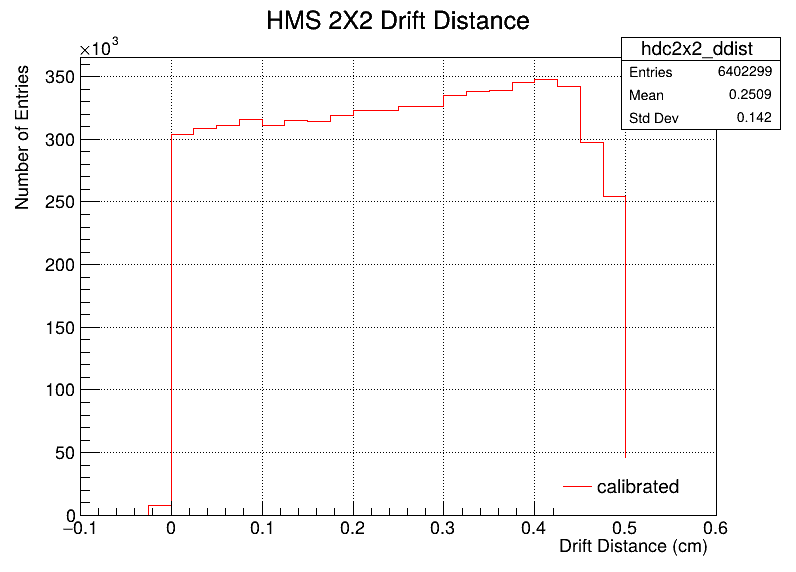 HMS 2X2 Drift Distance
×10³
hdc2x2_ddist
Entries 6402299
Mean 0.2509
Std Dev 0.142
Number of Entries
350
300
250
200
150
100
50
0
−0.1 0 0.1 0.2 0.3 0.4 0.5 0.6
calibrated
Drift Distance (cm)